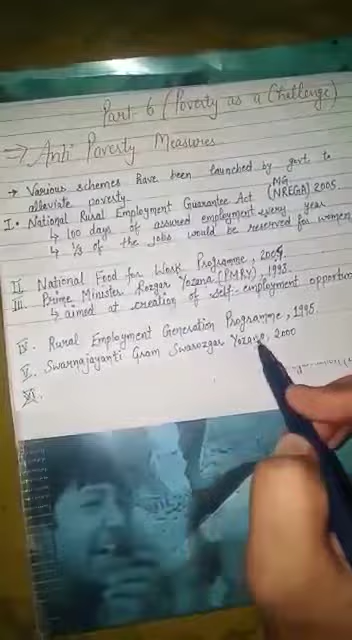 Part-6 (Poverty as a Challenge)
⇒ Anti Poverty Measures
→ Various schemes have been launched by govt to
alleviate poverty.
I. National Rural Employment Guarantee Act (MG NREGA) 2005.
↳ 100 days of assured employment every year
↳ 1/3 of the jobs would be reserved for women
II. National Food for Work Programme, 2004
III. Prime Minister Rozgar Yozana (PMRY), 1993.
↳ aimed at creation of self-employment opportun
IV. Rural Employment Generation Programme, 1995
V. Swarnajayanti Gram Swarozgar Yozana, 2000
VI.